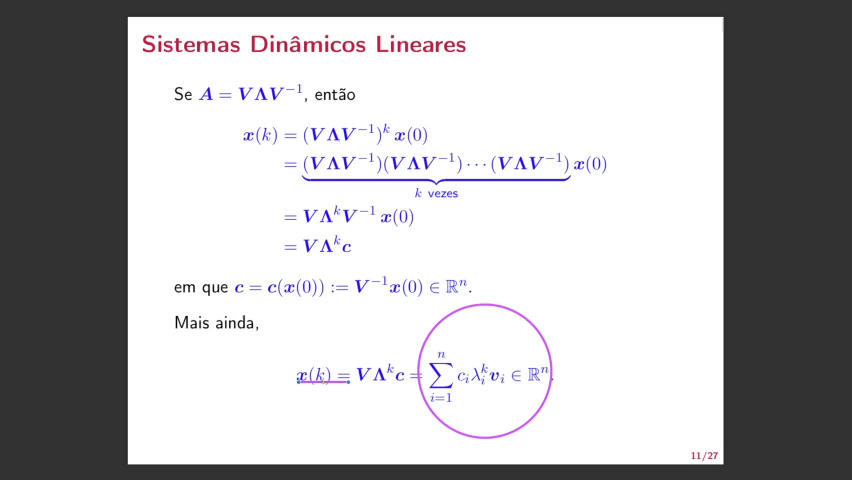 Sistemas Dinâmicos Lineares
Se A = VΛV⁻¹, então
x(k) = (VΛV⁻¹)ᵏ x(0)
= (VΛV⁻¹)(VΛV⁻¹) ⋯ (VΛV⁻¹) x(0)
k vezes
= VΛᵏV⁻¹ x(0)
= VΛᵏc
em que c = c(x(0)) := V⁻¹x(0) ∈ ℝⁿ.
Mais ainda,
x(k) = VΛᵏc = ∑ᵢ₌₁ⁿ cᵢλᵢᵏvᵢ ∈ ℝⁿ.
11/27